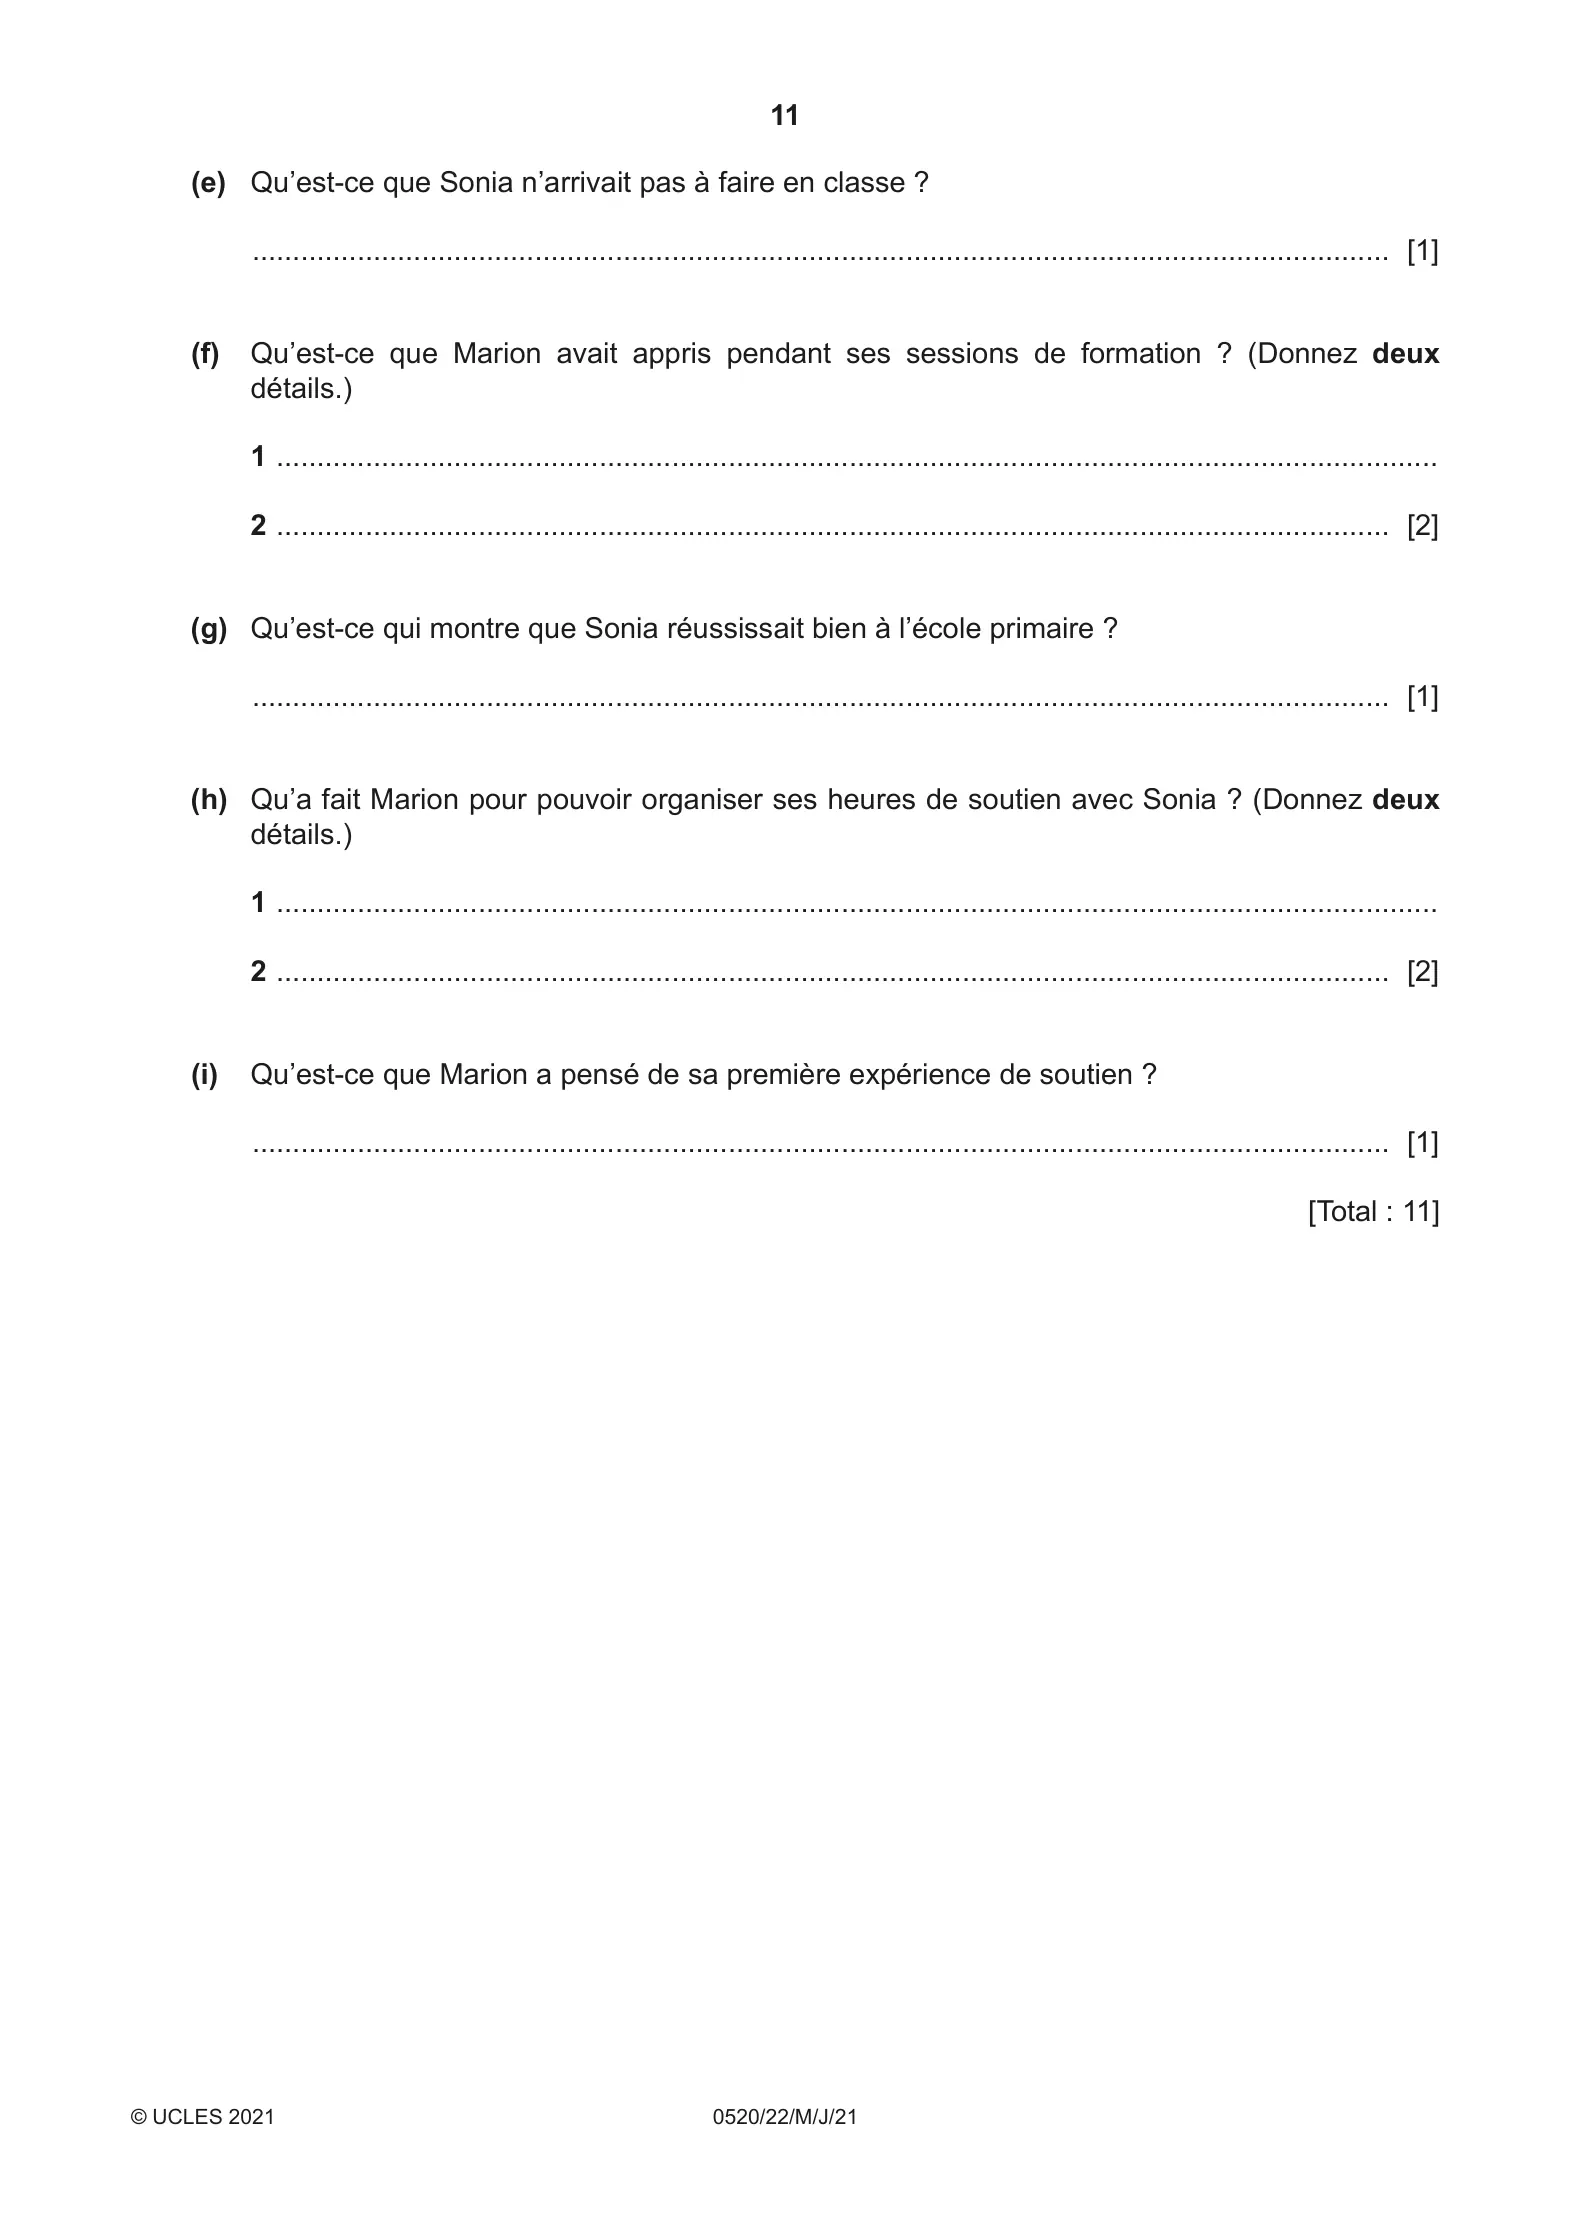 11
(e) Qu’est-ce que Sonia n’arrivait pas à faire en classe ?
............................................................................................................................................ [1]
(f) Qu’est-ce que Marion avait appris pendant ses sessions de formation ? (Donnez deux
détails.)
1 ...............................................................................................................................................
2 ......................................................................................................................................... [2]
(g) Qu’est-ce qui montre que Sonia réussissait bien à l’école primaire ?
............................................................................................................................................ [1]
(h) Qu’a fait Marion pour pouvoir organiser ses heures de soutien avec Sonia ? (Donnez deux
détails.)
1 ...............................................................................................................................................
2 ......................................................................................................................................... [2]
(i) Qu’est-ce que Marion a pensé de sa première expérience de soutien ?
............................................................................................................................................ [1]
[Total : 11]
© UCLES 2021 0520/22/M/J/21